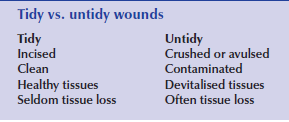 Tidy vs. untidy wounds
Tidy Untidy
Incised Crushed or avulsed
Clean Contaminated
Healthy tissues Devitalised tissues
Seldom tissue loss Often tissue loss